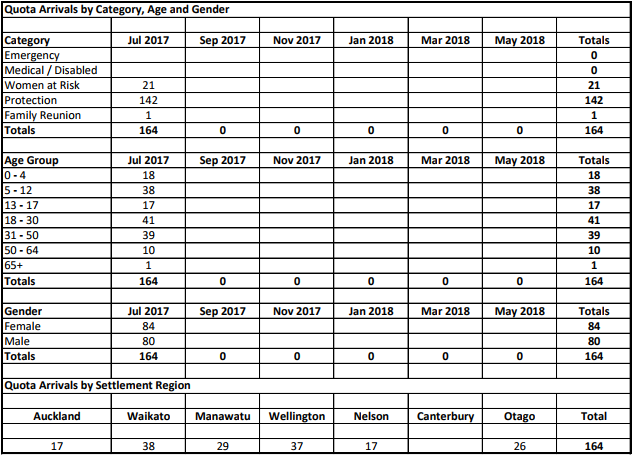 Quota Arrivals by Category, Age and Gender
Category Jul 2017 Sep 2017 Nov 2017 Jan 2018 Mar 2018 May 2018 Totals
Emergency 0
Medical / Disabled 0
Women at Risk 21 21
Protection 142 142
Family Reunion 1 1
Totals 164 0 0 0 0 0 164
Age Group Jul 2017 Sep 2017 Nov 2017 Jan 2018 Mar 2018 May 2018 Totals
0 - 4 18 18
5 - 12 38 38
13 - 17 17 17
18 - 30 41 41
31 - 50 39 39
50 - 64 10 10
65+ 1 1
Totals 164 0 0 0 0 0 164
Gender Jul 2017 Sep 2017 Nov 2017 Jan 2018 Mar 2018 May 2018 Totals
Female 84 84
Male 80 80
Totals 164 0 0 0 0 0 164
Quota Arrivals by Settlement Region
Auckland Waikato Manawatu Wellington Nelson Canterbury Otago Total
17 38 29 37 17 26 164